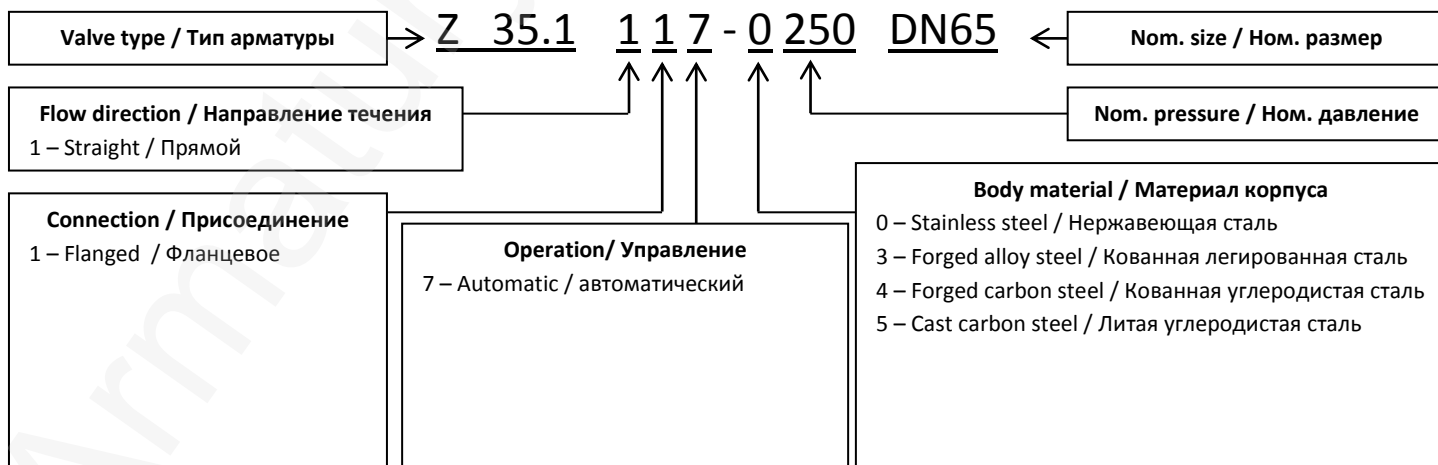 Valve type / Тип арматуры
Z 35.1 1 1 7 - 0 250 DN65
Nom. size / Ном. размер
Flow direction / Направление течения
1 – Straight / Прямой
Nom. pressure / Ном. давление
Connection / Присоединение
1 – Flanged / Фланцевое
Operation/ Управление
7 – Automatic / автоматический
Body material / Материал корпуса
0 – Stainless steel / Нержавеющая сталь
3 – Forged alloy steel / Кованная легированная сталь
4 – Forged carbon steel / Кованная углеродистая сталь
5 – Cast carbon steel / Литая углеродистая сталь